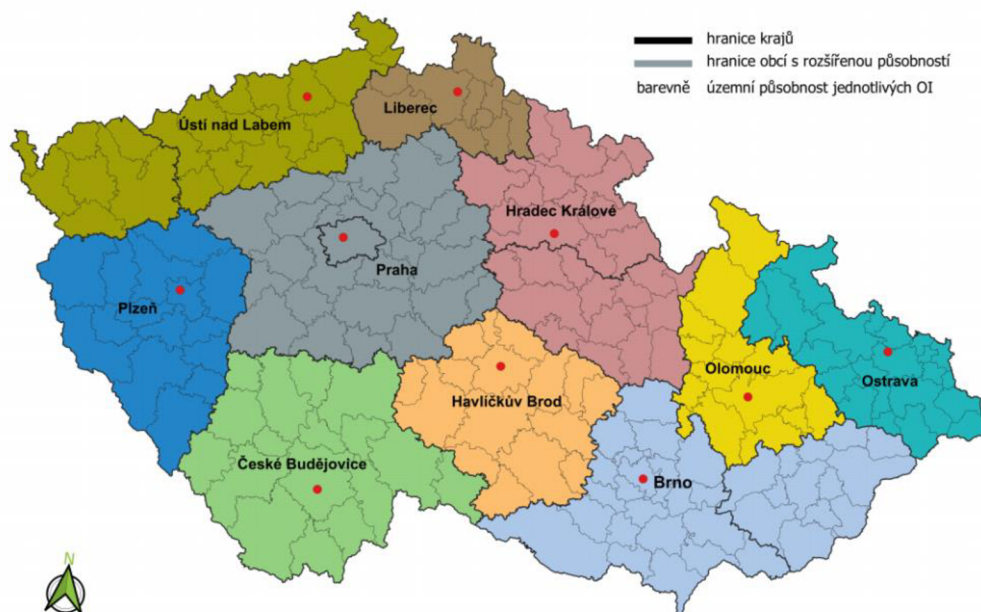 hranice krajů
hranice obcí s rozšířenou působností
barevně územní působnost jednotlivých OI
Liberec
Ústí nad Labem
Hradec Králové
Praha
Plzeň
Olomouc
Ostrava
Havlíčkův Brod
České Budějovice
Brno
N